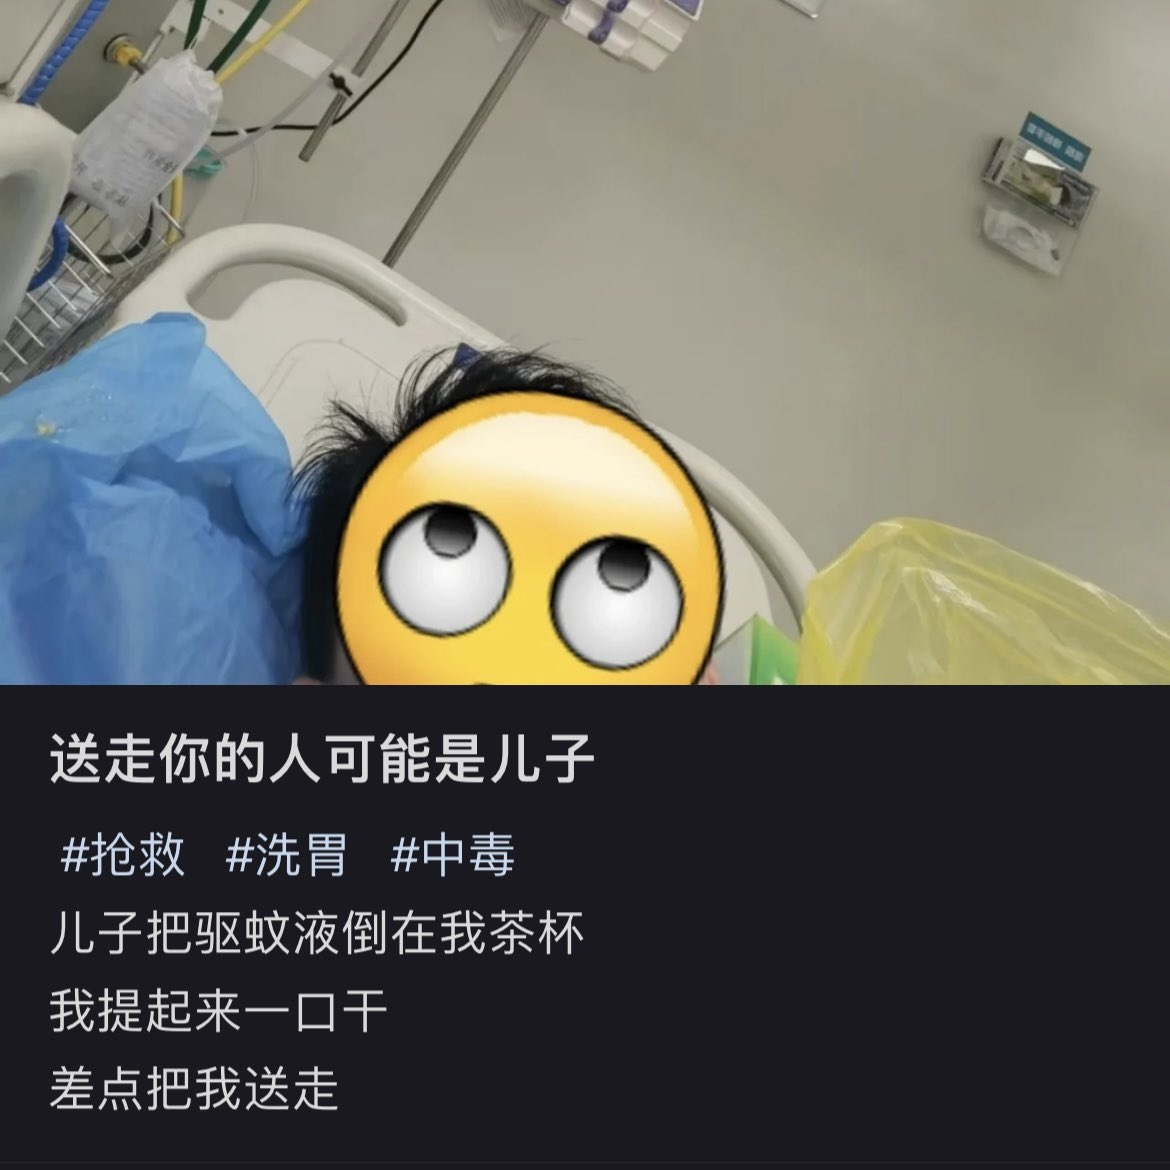 送走你的人可能是儿子
#抢救 #洗胃 #中毒
儿子把驱蚊液倒在我茶杯
我提起来一口干
差点把我送走